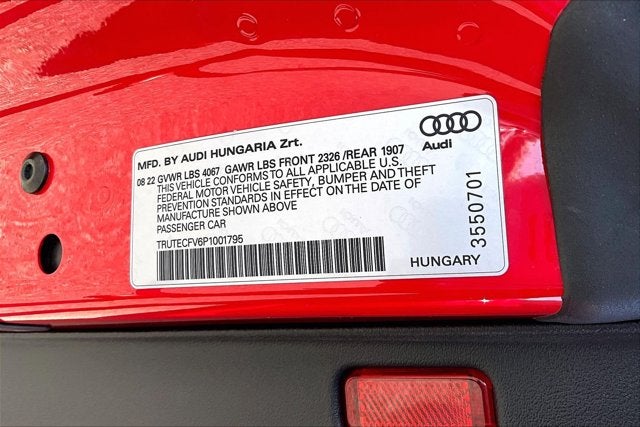 MFD. BY AUDI HUNGARIA Zrt.
Audi
08 22 GVWR LBS 4067 GAWR LBS FRONT 2326 /REAR 1907
THIS VEHICLE CONFORMS TO ALL APPLICABLE U.S.
FEDERAL MOTOR VEHICLE SAFETY, BUMPER AND THEFT
PREVENTION STANDARDS IN EFFECT ON THE DATE OF
MANUFACTURE SHOWN ABOVE
PASSENGER CAR
TRUTECFV6P1001795
3550701
HUNGARY